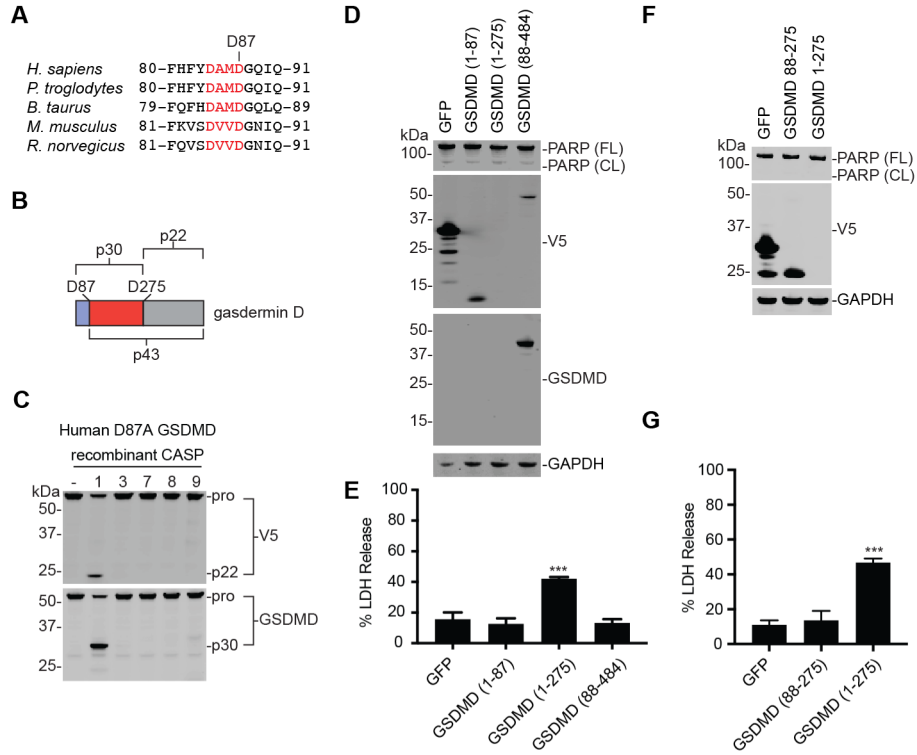 A
D87
H. sapiens 80-FHFYDAMDGQIQ-91
P. troglodytes 80-FHFYDAMDGQIQ-91
B. taurus 79-FQFHDAMDGQLQ-89
M. musculus 81-FKVSDVVDGNIQ-91
R. norvegicus 81-FQVSDVVDGNIQ-91
B
p30
p22
D87
D275
gasdermin D
p43
C
Human D87A GSDMD
recombinant CASP
- 1 3 7 8 9
kDa
50-
37-
25-
-pro
V5
-p22
50-
37-
25-
-pro
GSDMD
-p30
D
GFP
GSDMD (1-87)
GSDMD (1-275)
GSDMD (88-484)
kDa
100-
-PARP (FL)
-PARP (CL)
50-
37-
25-
15-
-V5
50-
37-
25-
15-
-GSDMD
-GAPDH
E
% LDH Release
100
80
60
40
20
0
***
GFP
GSDMD (1-87)
GSDMD (1-275)
GSDMD (88-484)
F
GFP
GSDMD 88-275
GSDMD 1-275
kDa
100-
-PARP (FL)
-PARP (CL)
50-
37-
25-
-V5
-GAPDH
G
% LDH Release
100
80
60
40
20
0
***
GFP
GSDMD (88-275)
GSDMD (1-275)